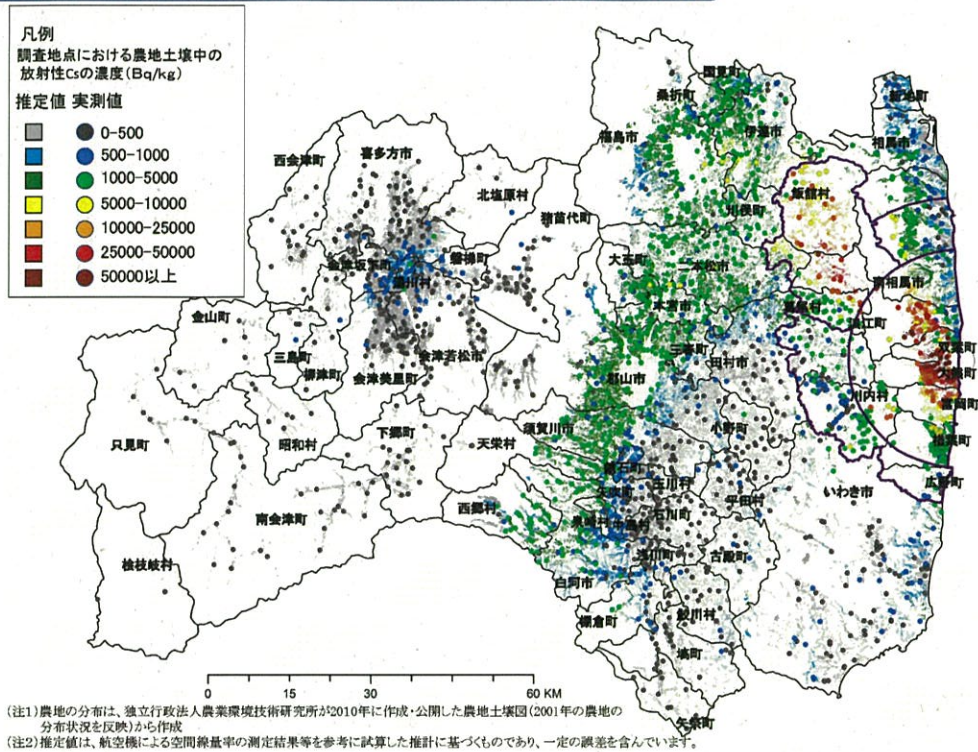 凡例
調査地点における農地土壌中の
放射性Csの濃度(Bq/kg)
推定値 実測値
0-500
500-1000
1000-5000
5000-10000
10000-25000
25000-50000
50000以上
国見町
桑折町
新地町
福島市
伊達市
相馬市
西会津町
喜多方市
北塩原村
飯舘村
猪苗代町
川俣町
会津坂下町
磐梯町
大玉村
二本松市
湯川村
南相馬市
本宮市
葛尾村
浪江町
金山町
双葉町
三島町
会津若松市
三春町
田村市
大熊町
柳津町
会津美里町
郡山市
川内村
富岡町
只見町
昭和村
下郷町
天栄村
須賀川市
小野町
楢葉町
鏡石町
玉川村
広野町
矢吹町
平田村
いわき市
南会津町
西郷村
泉崎村
中島村
石川町
浅川町
古殿町
檜枝岐村
白河市
棚倉町
鮫川村
塙町
矢祭町
0 15 30 60 KM
(注1)農地の分布は、独立行政法人農業環境技術研究所が2010年に作成・公開した農地土壌図(2001年の農地の
分布状況を反映)から作成
(注2)推定値は、航空機による空間線量率の測定結果等を参考に試算した推計に基づくものであり、一定の誤差を含んでいます。